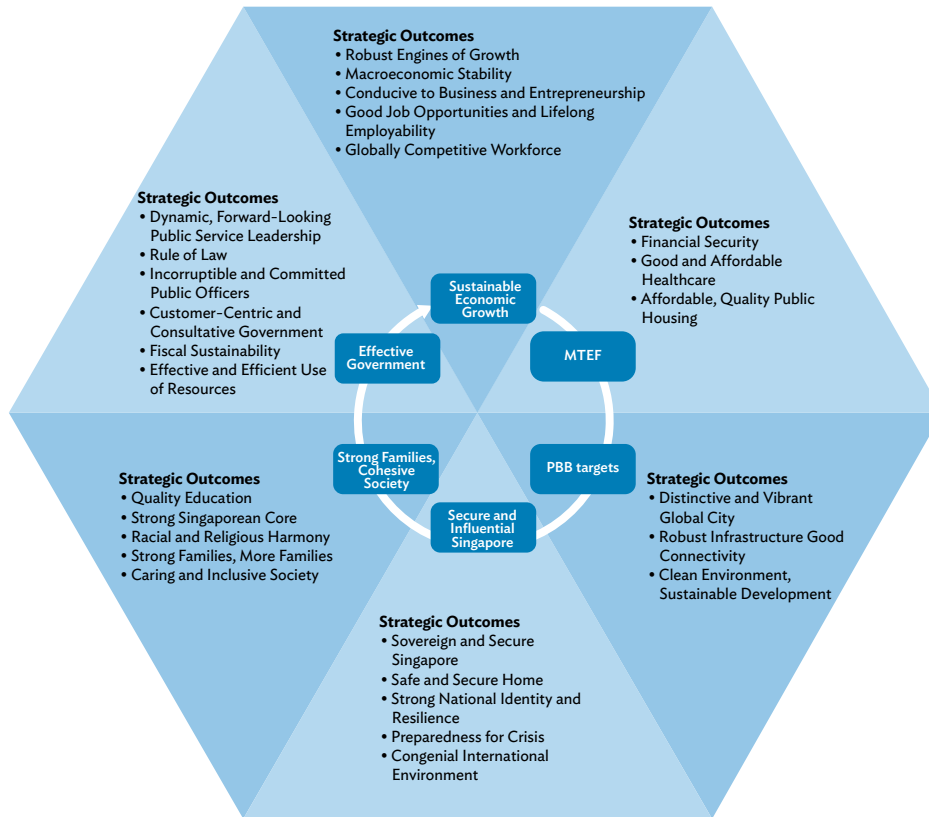 Strategic Outcomes
• Robust Engines of Growth
• Macroeconomic Stability
• Conducive to Business and Entrepreneurship
• Good Job Opportunities and Lifelong
Employability
• Globally Competitive Workforce
Strategic Outcomes
• Dynamic, Forward-Looking
Public Service Leadership
• Rule of Law
• Incorruptible and Committed
Public Officers
• Customer-Centric and
Consultative Government
• Fiscal Sustainability
• Effective and Efficient Use
of Resources
Strategic Outcomes
• Financial Security
• Good and Affordable
Healthcare
• Affordable, Quality Public
Housing
Sustainable
Economic
Growth
Effective
Government
MTEF
Strong Families,
Cohesive
Society
PBB targets
Secure and
Influential
Singapore
Strategic Outcomes
• Quality Education
• Strong Singaporean Core
• Racial and Religious Harmony
• Strong Families, More Families
• Caring and Inclusive Society
Strategic Outcomes
• Distinctive and Vibrant
Global City
• Robust Infrastructure Good
Connectivity
• Clean Environment,
Sustainable Development
Strategic Outcomes
• Sovereign and Secure
Singapore
• Safe and Secure Home
• Strong National Identity and
Resilience
• Preparedness for Crisis
• Congenial International
Environment